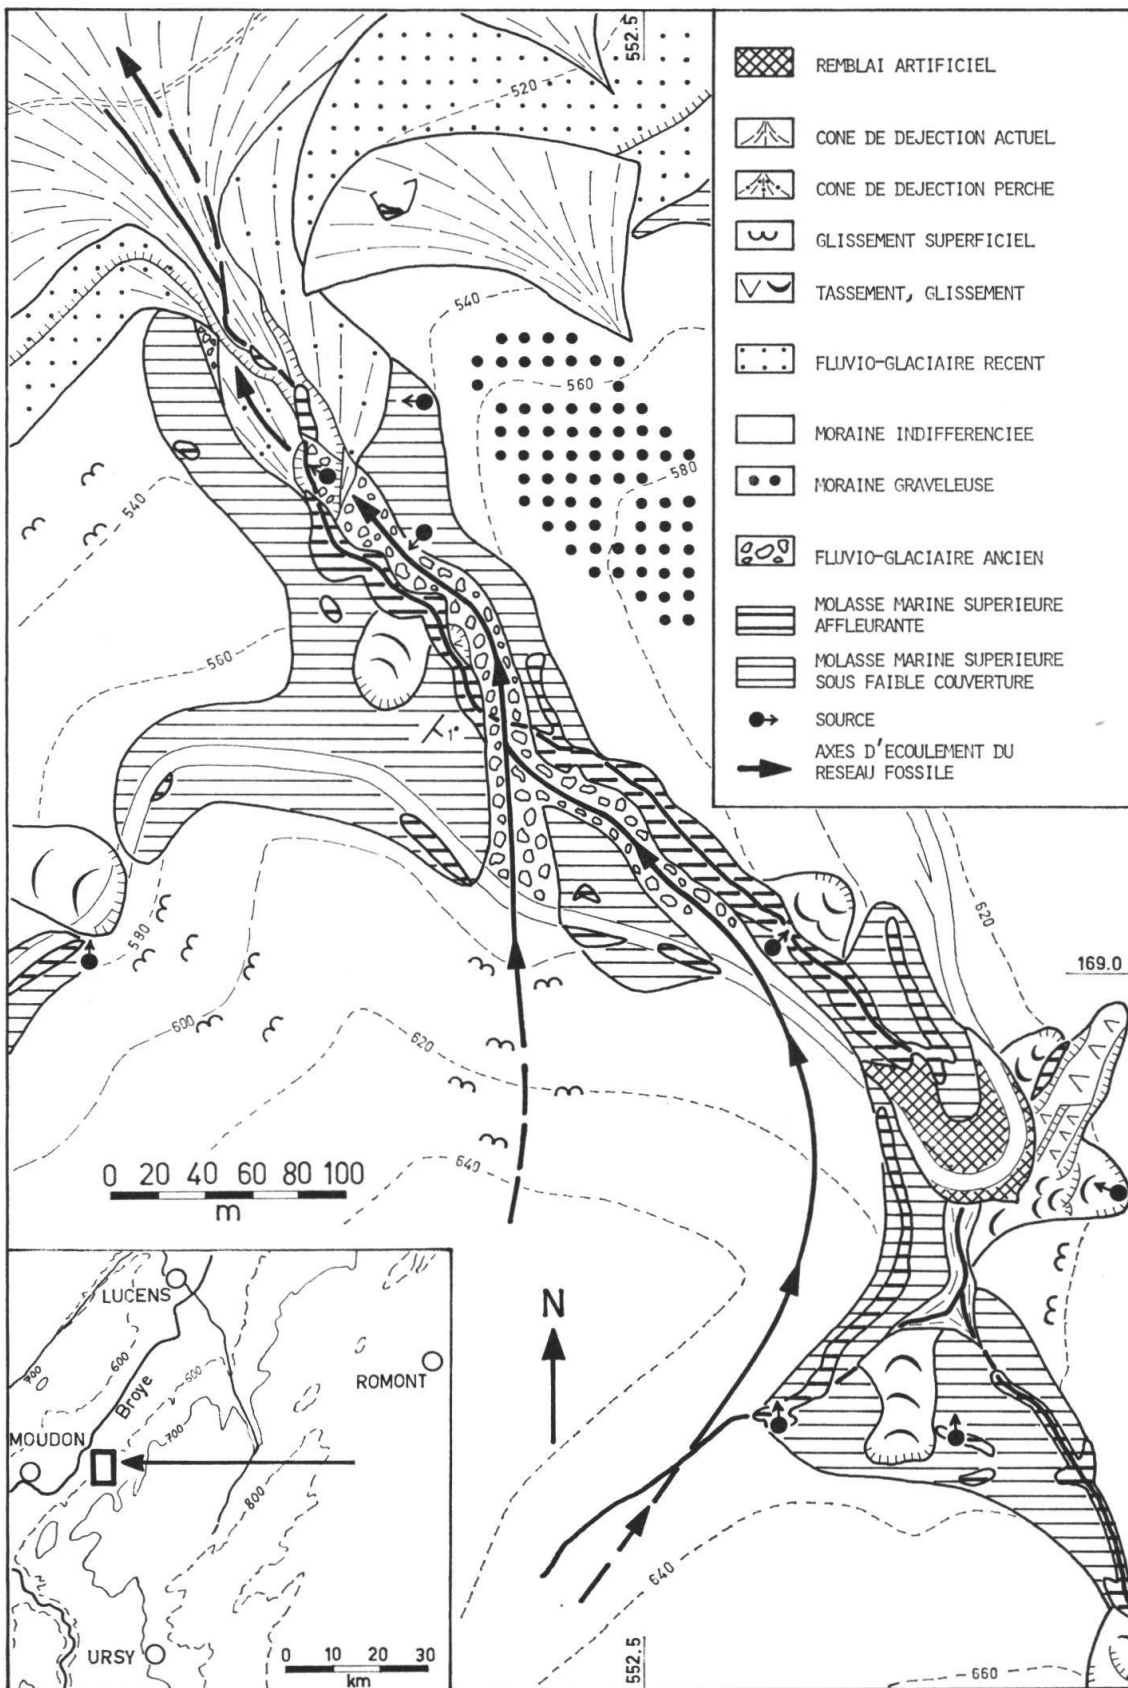 552.5
REMBLAI ARTIFICIEL
CONE DE DEJECTION ACTUEL
CONE DE DEJECTION PERCHE
GLISSEMENT SUPERFICIEL
TASSEMENT, GLISSEMENT
FLUVIO-GLACIAIRE RECENT
MORAINE INDIFFERENCIEE
MORAINE GRAVELEUSE
FLUVIO-GLACIAIRE ANCIEN
MOLASSE MARINE SUPERIEURE
AFFLEURANTE
MOLASSE MARINE SUPERIEURE
SOUS FAIBLE COUVERTURE
SOURCE
AXES D'ECOULEMENT DU
RESEAU FOSSILE
520
540
560
580
540
560
1°
580
600
620
620
169.0
640
0 20 40 60 80 100
m
N
640
660
552.5
LUCENS
ROMONT
MOUDON
Broye
URSY
700
600
600
700
800
0 10 20 30
km